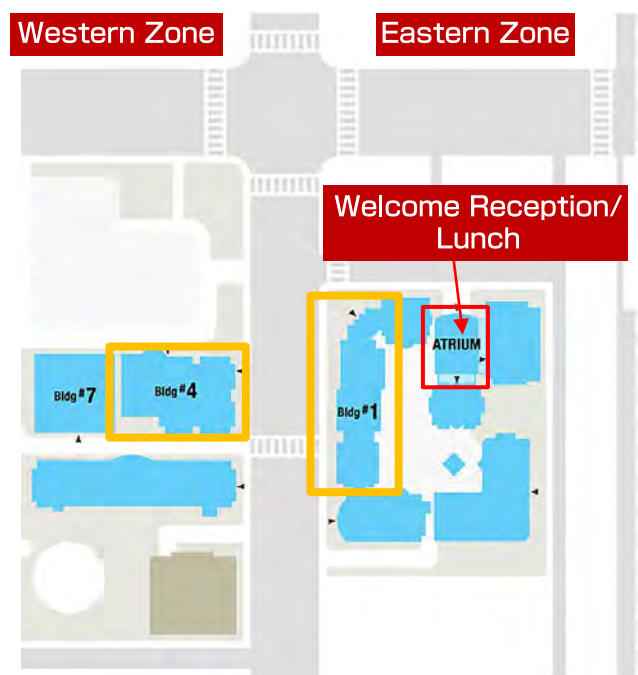 Western Zone
Eastern Zone
Welcome Reception/
Lunch
ATRIUM
Bldg #7
Bldg #4
Bldg #1